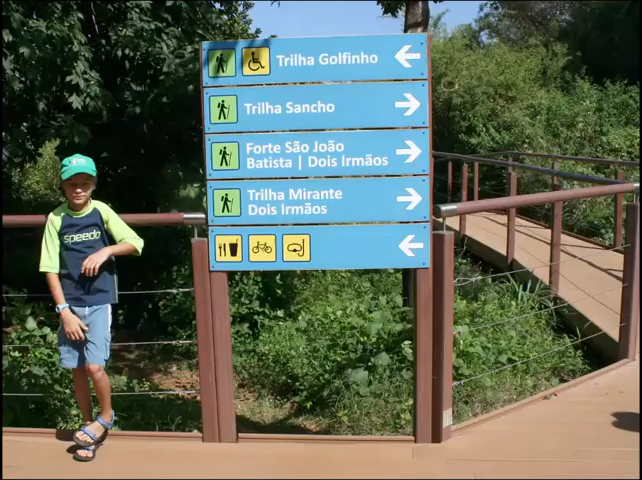 Trilha Golfinho
Trilha Sancho
Forte São João
Batista | Dois Irmãos
Trilha Mirante
Dois Irmãos
speedo